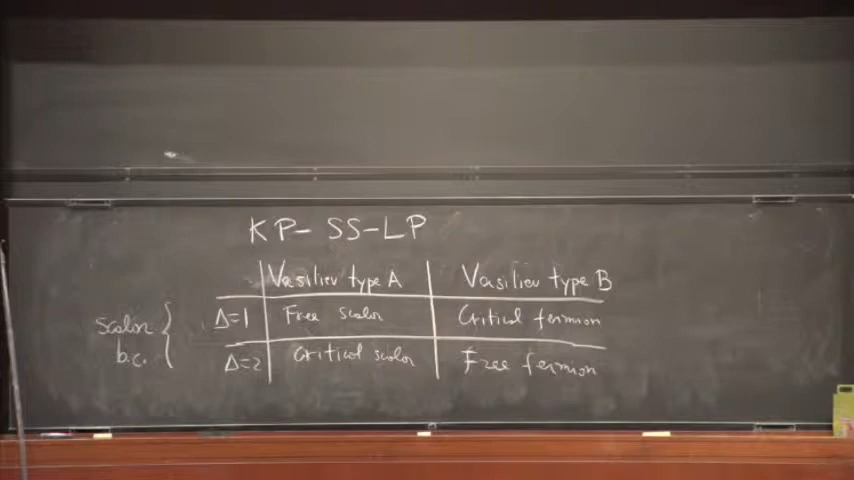 KP- SS-LP
Vasiliev type A Vasiliev type B
Δ=1 Free scalar Critical fermion
scalar b.c. {
Δ=2 Critical scalar Free fermion